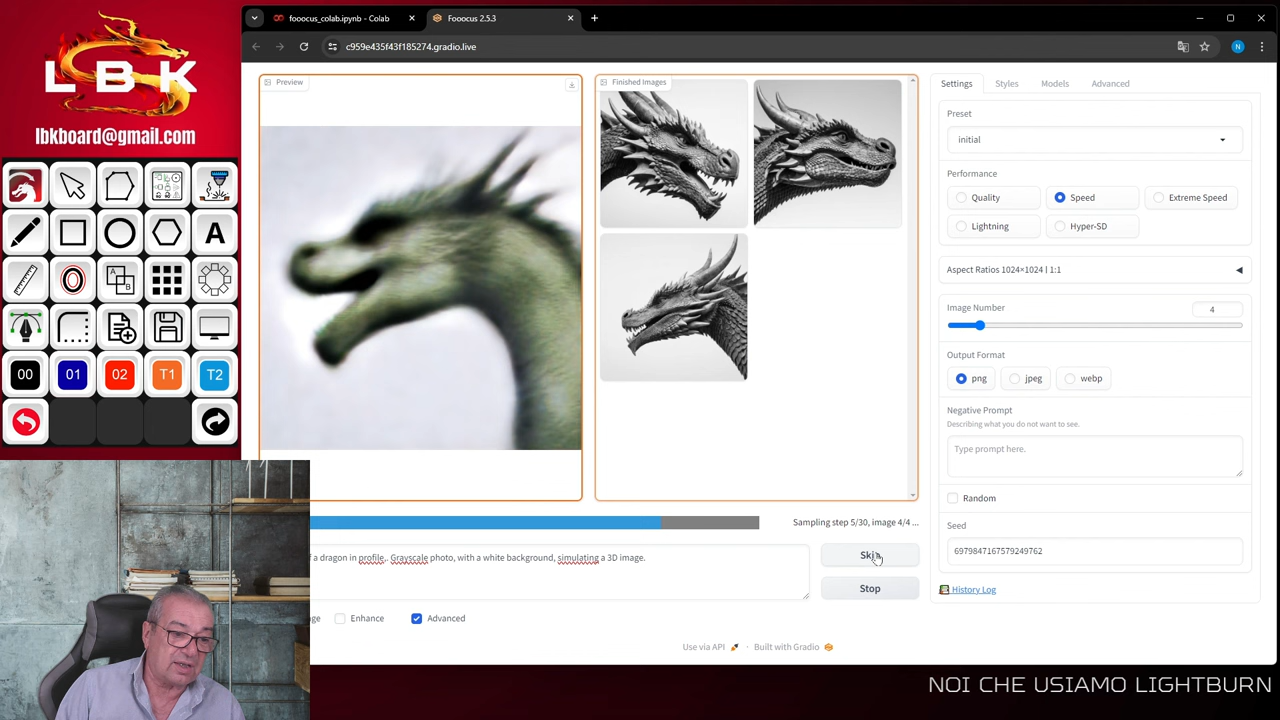 LBK
lbkboard@gmail.com
A
00
01
02
T1
T2
fooocus_colab.ipynb - Colab
Fooocus 2.5.3
c959e435f43f185274.gradio.live
N
Preview
Finished Images
Sampling step 5/30, image 4/4 ...
f a dragon in profile,. Grayscale photo, with a white background, simulating a 3D image.
Skip
Stop
ge
Enhance
Advanced
Use via API
·
Built with Gradio
Settings
Styles
Models
Advanced
Preset
initial
Performance
Quality
Speed
Extreme Speed
Lightning
Hyper-SD
Aspect Ratios 1024×1024 | 1:1
Image Number
4
Output Format
png
jpeg
webp
Negative Prompt
Describing what you do not want to see.
Type prompt here.
Random
Seed
6979847167579249762
History Log
NOI CHE USIAMO LIGHTBURN